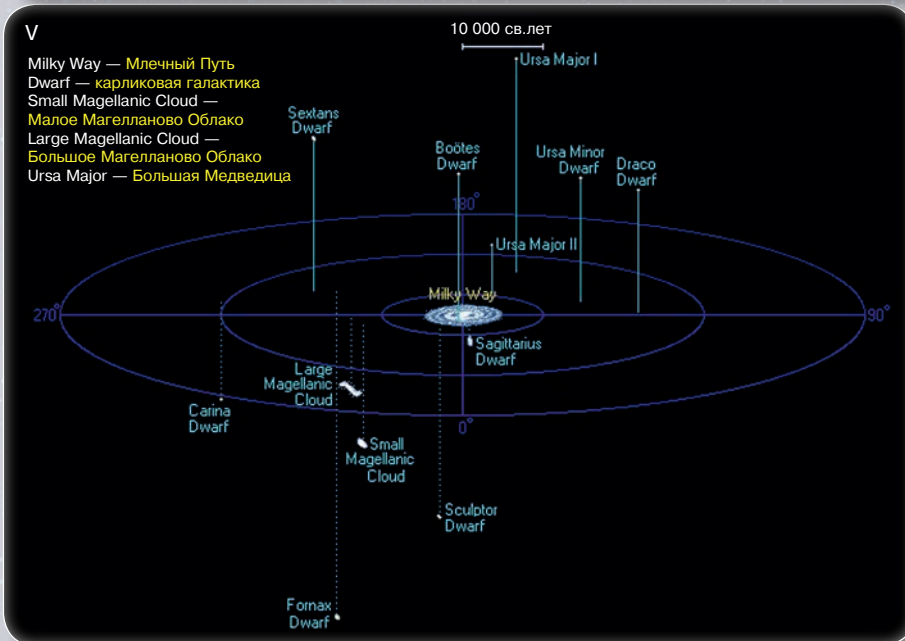 V
10 000 св.лет
Milky Way — Млечный Путь
Dwarf — карликовая галактика
Small Magellanic Cloud —
Малое Магелланово Облако
Large Magellanic Cloud —
Большое Магелланово Облако
Ursa Major — Большая Медведица
Ursa Major I
Sextans
Dwarf
Boötes
Dwarf
Ursa Minor
Dwarf
Draco
Dwarf
180°
Ursa Major II
Milky Way
270°
90°
Sagittarius
Dwarf
Large
Magellanic
Cloud
Carina
Dwarf
0°
Small
Magellanic
Cloud
Sculptor
Dwarf
Fornax
Dwarf